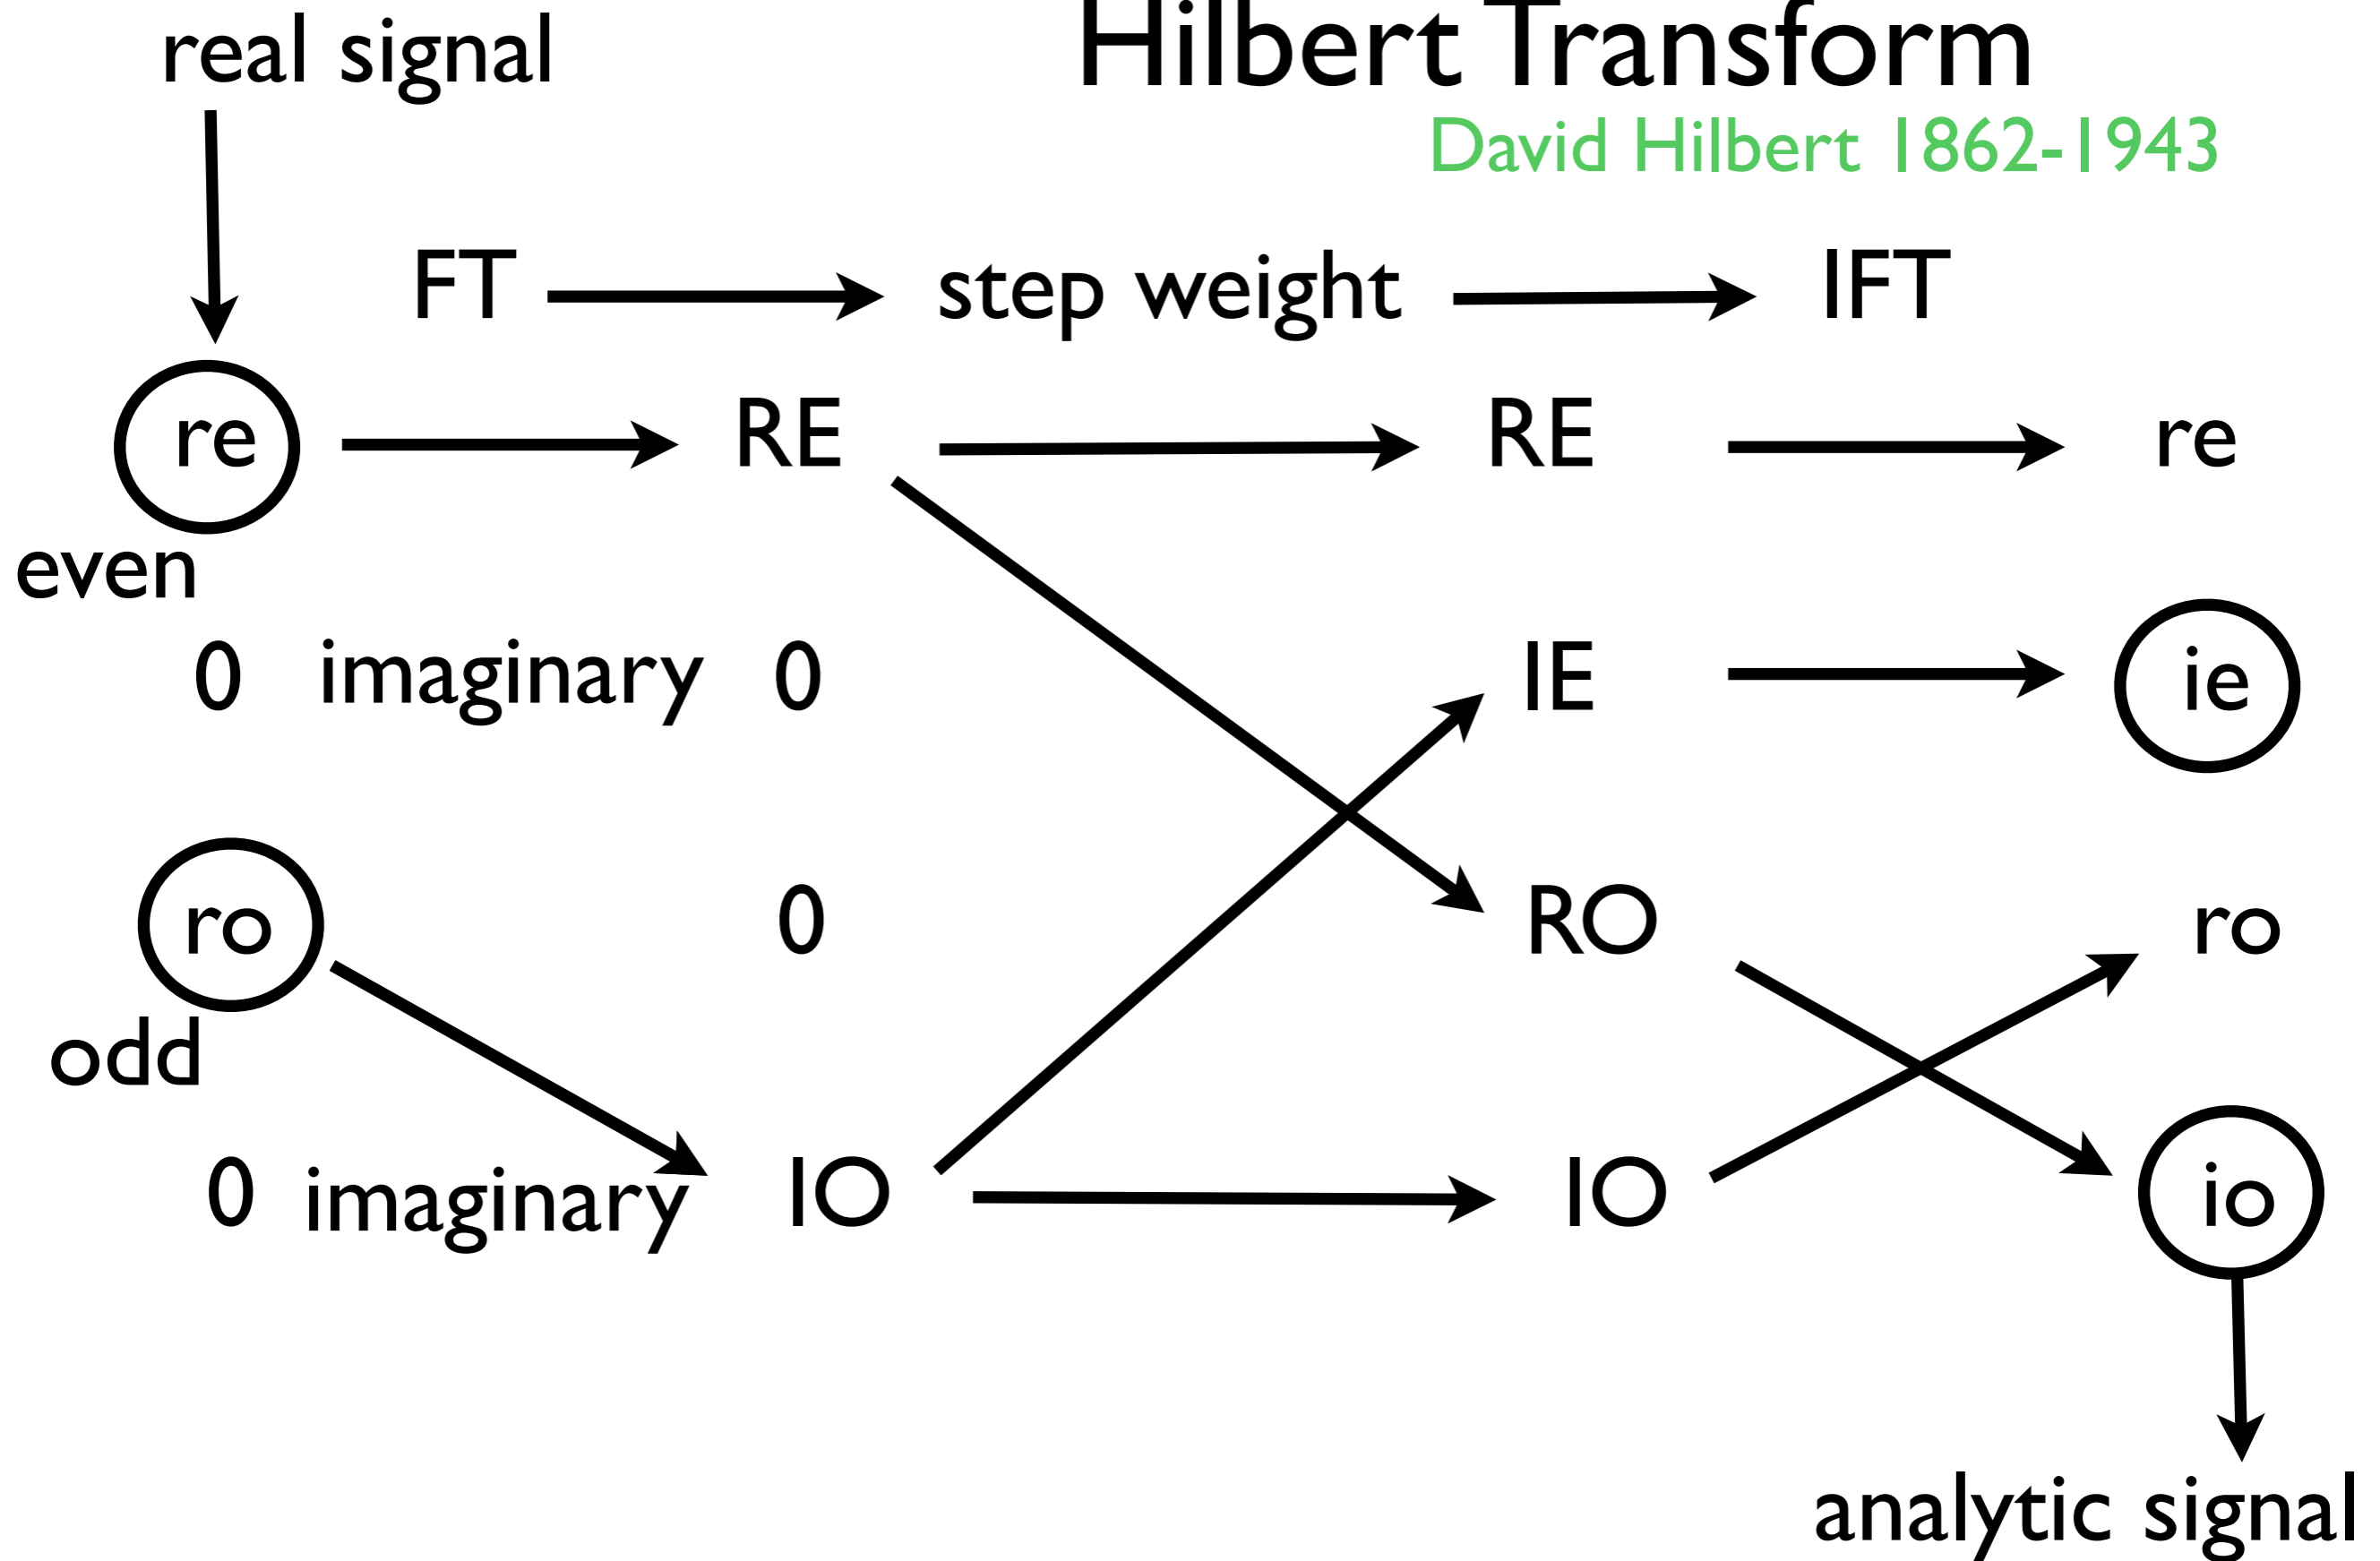 real signal Hilbert Transform
David Hilbert 1862-1943
FT step weight IFT
re RE RE re
even
0 imaginary 0 IE ie
ro 0 RO ro
odd
0 imaginary IO IO io
analytic signal